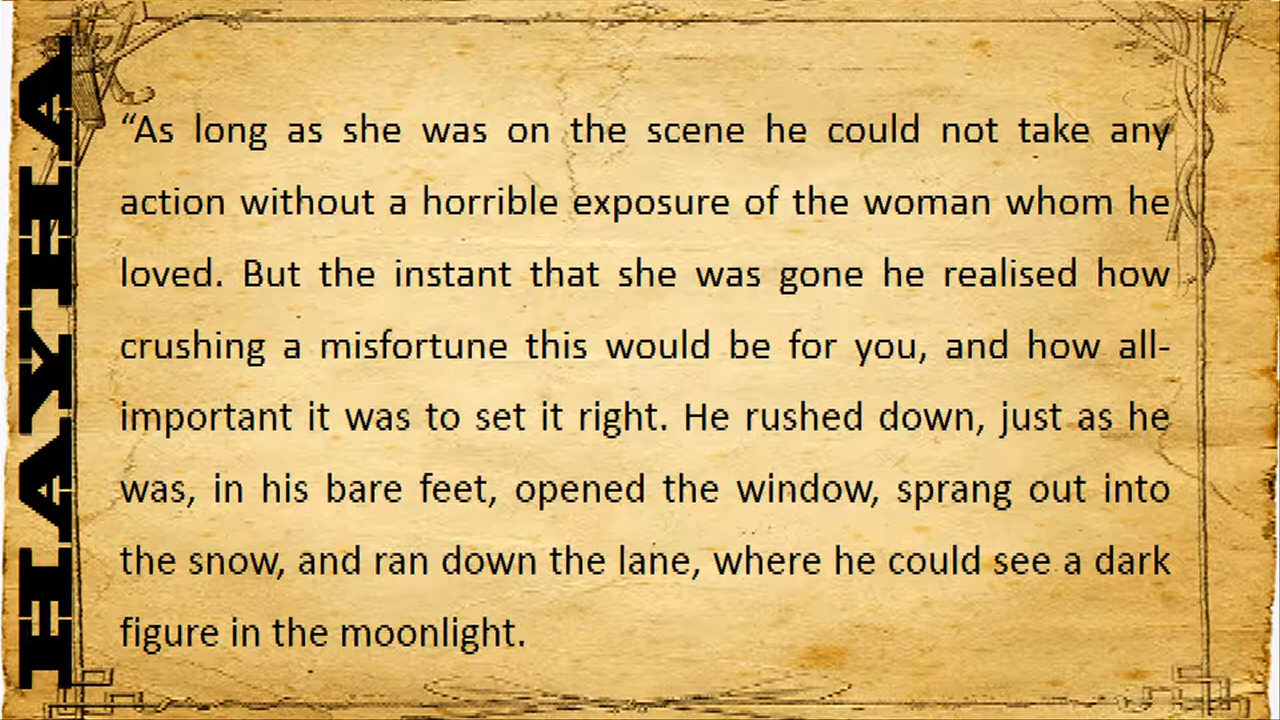 HAYHA
“As long as she was on the scene he could not take any
action without a horrible exposure of the woman whom he
loved. But the instant that she was gone he realised how
crushing a misfortune this would be for you, and how all-
important it was to set it right. He rushed down, just as he
was, in his bare feet, opened the window, sprang out into
the snow, and ran down the lane, where he could see a dark
figure in the moonlight.